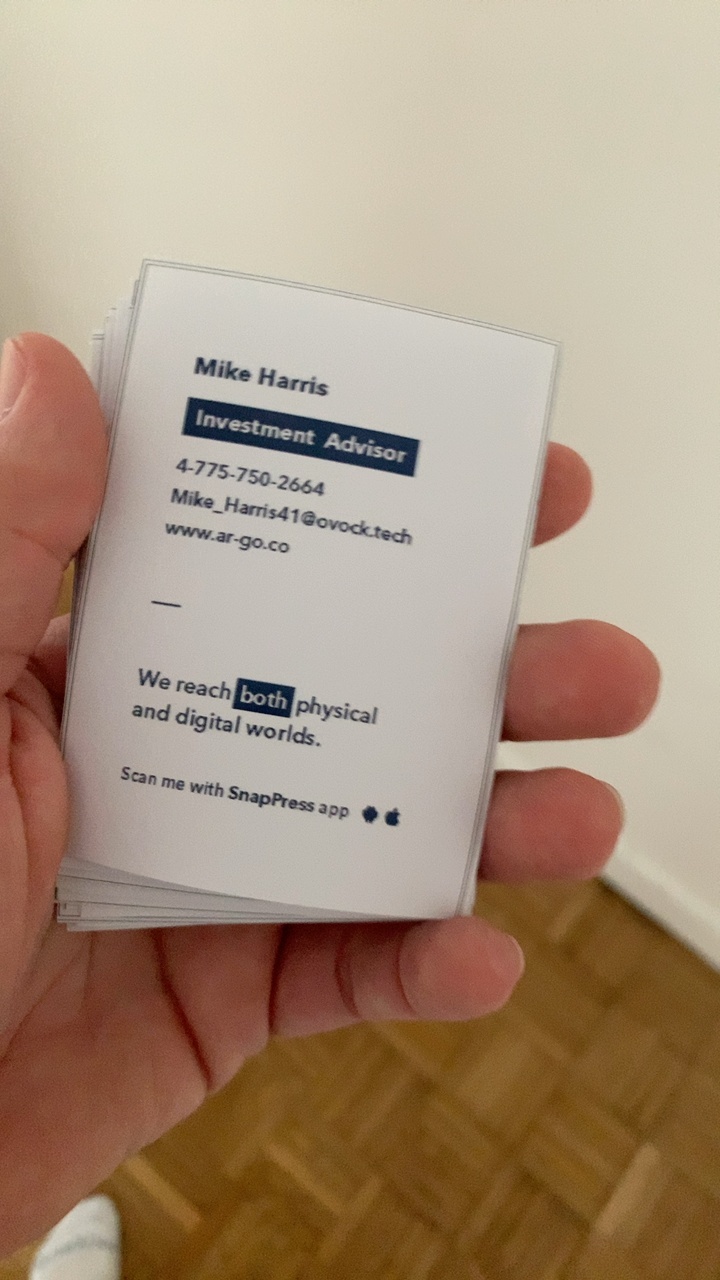 Mike Harris
Investment Advisor
4-775-750-2664
Mike_Harris41@ovock.tech
www.ar-go.co
—
We reach both physical
and digital worlds.
Scan me with SnapPress app